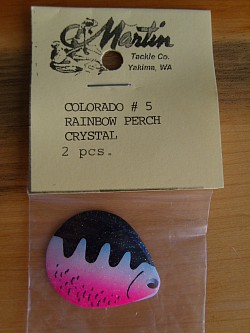 Martin
Tackle Co.
Yakima, WA
COLORADO # 5
RAINBOW PERCH
CRYSTAL
2 pcs.